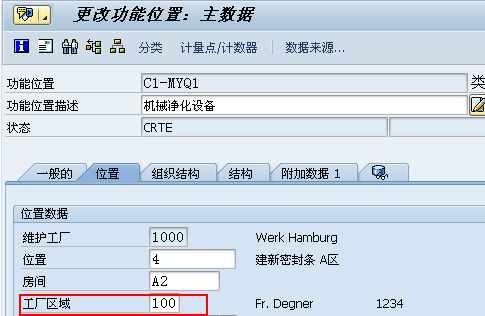 更改功能位置：主数据
分类 计量点/计数器 数据来源...
功能位置 C1-MYQ1 类
功能位置描述 机械净化设备
状态 CRTE
一般的 位置 组织结构 结构 附加数据 1
位置数据
维护工厂 1000 Werk Hamburg
位置 4 建新密封条 A区
房间 A2
工厂区域 100 Fr. Degner 1234